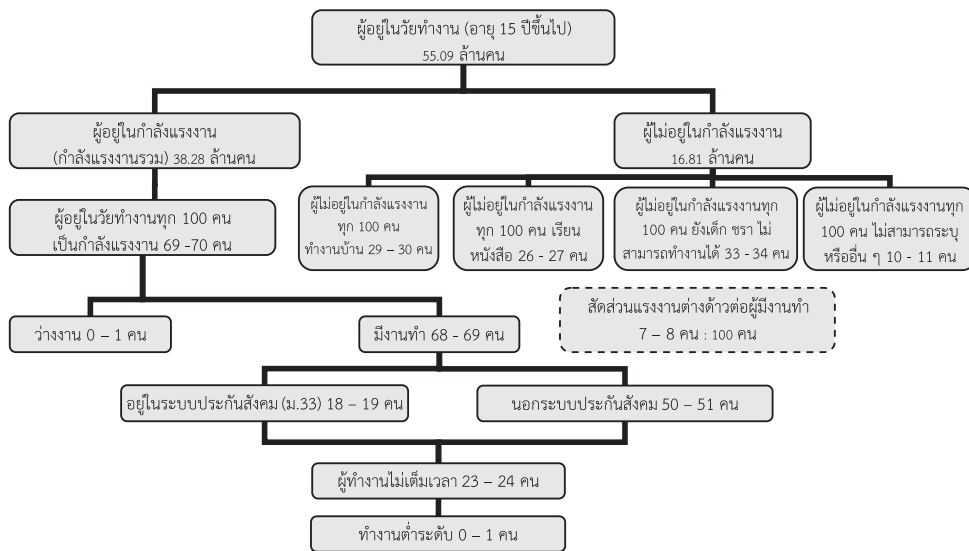 ผู้อยู่ในวัยทำงาน (อายุ 15 ปีขึ้นไป)
55.09 ล้านคน
ผู้อยู่ในกำลังแรงงาน
(กำลังแรงงานรวม) 38.28 ล้านคน
ผู้ไม่อยู่ในกำลังแรงงาน
16.81 ล้านคน
ผู้อยู่ในวัยทำงานทุก 100 คน
เป็นกำลังแรงงาน 69 -70 คน
ผู้ไม่อยู่ในกำลังแรงงาน
ทุก 100 คน
ทำงานบ้าน 29 – 30 คน
ผู้ไม่อยู่ในกำลังแรงงาน
ทุก 100 คน เรียน
หนังสือ 26 - 27 คน
ผู้ไม่อยู่ในกำลังแรงงานทุก
100 คน ยังเด็ก ชรา ไม่
สามารถทำงานได้ 33 - 34 คน
ผู้ไม่อยู่ในกำลังแรงงานทุก
100 คน ไม่สามารถระบุ
หรืออื่น ๆ 10 - 11 คน
ว่างงาน 0 – 1 คน
มีงานทำ 68 - 69 คน
สัดส่วนแรงงานต่างด้าวต่อผู้มีงานทำ
7 – 8 คน : 100 คน
อยู่ในระบบประกันสังคม (ม.33) 18 – 19 คน
นอกระบบประกันสังคม 50 – 51 คน
ผู้ทำงานไม่เต็มเวลา 23 – 24 คน
ทำงานต่ำระดับ 0 – 1 คน